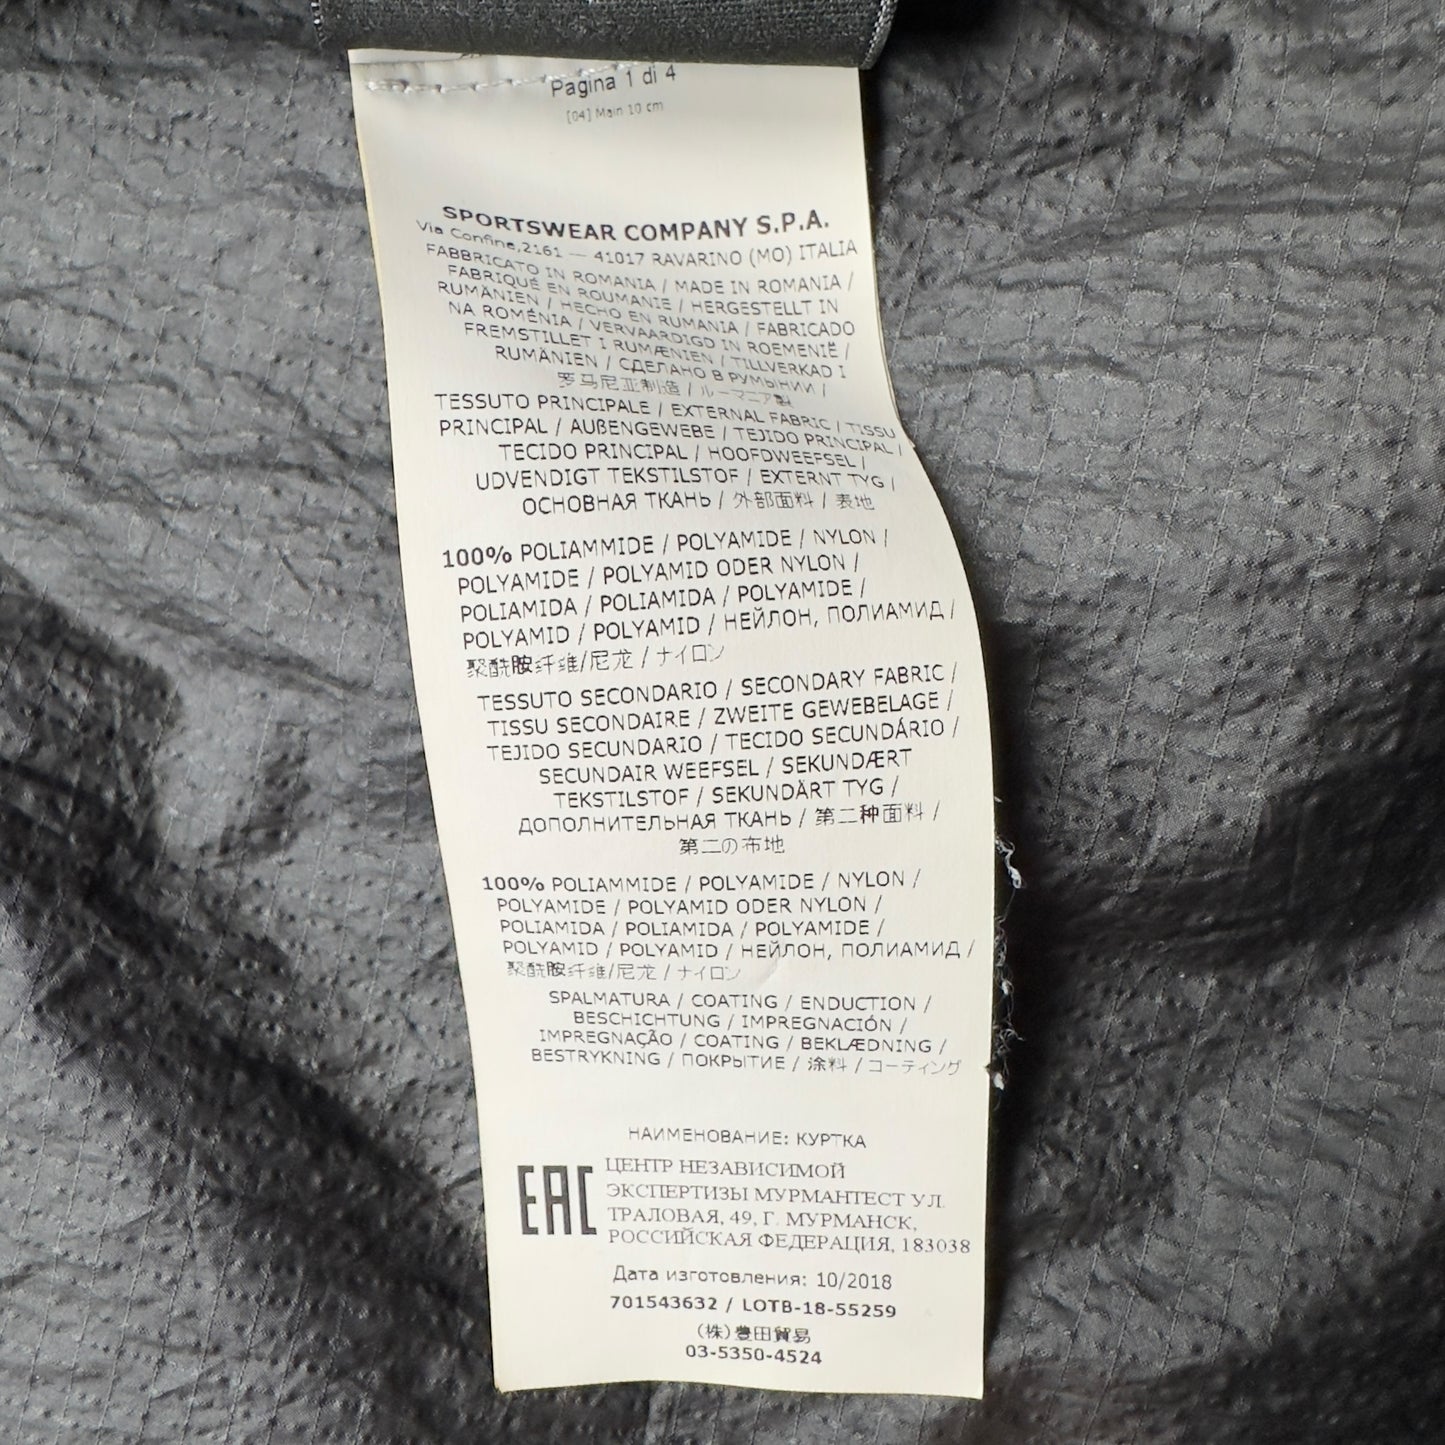 Pagina 1 di 4
[04] Main 10 cm
SPORTSWEAR COMPANY S.P.A.
Via Confine,2161 — 41017 RAVARINO (MO) ITALIA
FABBRICATO IN ROMANIA / MADE IN ROMANIA /
FABRIQUÉ EN ROUMANIE / HERGESTELLT IN
RUMÄNIEN / HECHO EN RUMANIA / FABRICADO
NA ROMÉNIA / VERVAARDIGD IN ROEMENIË /
FREMSTILLET I RUMÆNIEN / TILLVERKAD I
RUMÄNIEN / СДЕЛАНО В РУМЫНИИ /
罗马尼亚制造 / ルーマニア製
TESSUTO PRINCIPALE / EXTERNAL FABRIC / TISSU
PRINCIPAL / AUßENGEWEBE / TEJIDO PRINCIPAL /
TECIDO PRINCIPAL / HOOFDWEEFSEL /
UDVENDIGT TEKSTILSTOF / EXTERNT TYG /
ОСНОВНАЯ ТКАНЬ / 外部面料 / 表地
100% POLIAMMIDE / POLYAMIDE / NYLON /
POLYAMIDE / POLYAMID ODER NYLON /
POLIAMIDA / POLIAMIDA / POLYAMIDE /
POLYAMID / POLYAMID / НЕЙЛОН, ПОЛИАМИД /
聚酰胺纤维/尼龙 / ナイロン
TESSUTO SECONDARIO / SECONDARY FABRIC /
TISSU SECONDAIRE / ZWEITE GEWEBELAGE /
TEJIDO SECUNDARIO / TECIDO SECUNDÁRIO /
SECUNDAIR WEEFSEL / SEKUNDÆRT
TEKSTILSTOF / SEKUNDÄRT TYG /
ДОПОЛНИТЕЛЬНАЯ ТКАНЬ / 第二种面料 /
第二の布地
100% POLIAMMIDE / POLYAMIDE / NYLON /
POLYAMIDE / POLYAMID ODER NYLON /
POLIAMIDA / POLIAMIDA / POLYAMIDE /
POLYAMID / POLYAMID / НЕЙЛОН, ПОЛИАМИД /
聚酰胺纤维/尼龙 / ナイロン
SPALMATURA / COATING / ENDUCTION /
BESCHICHTUNG / IMPREGNACIÓN /
IMPREGNAÇÃO / COATING / BEKLÆDNING /
BESTRYKNING / ПОКРЫТИЕ / 涂料 / コーティング
НАИМЕНОВАНИЕ: КУРТКА
EAC
ЦЕНТР НЕЗАВИСИМОЙ
ЭКСПЕРТИЗЫ МУРМАНТЕСТ УЛ.
ТРАЛОВАЯ, 49, Г. МУРМАНСК,
РОССИЙСКАЯ ФЕДЕРАЦИЯ, 183038
Дата изготовления: 10/2018
701543632 / LOTB-18-55259
(株)豊田貿易
03-5350-4524